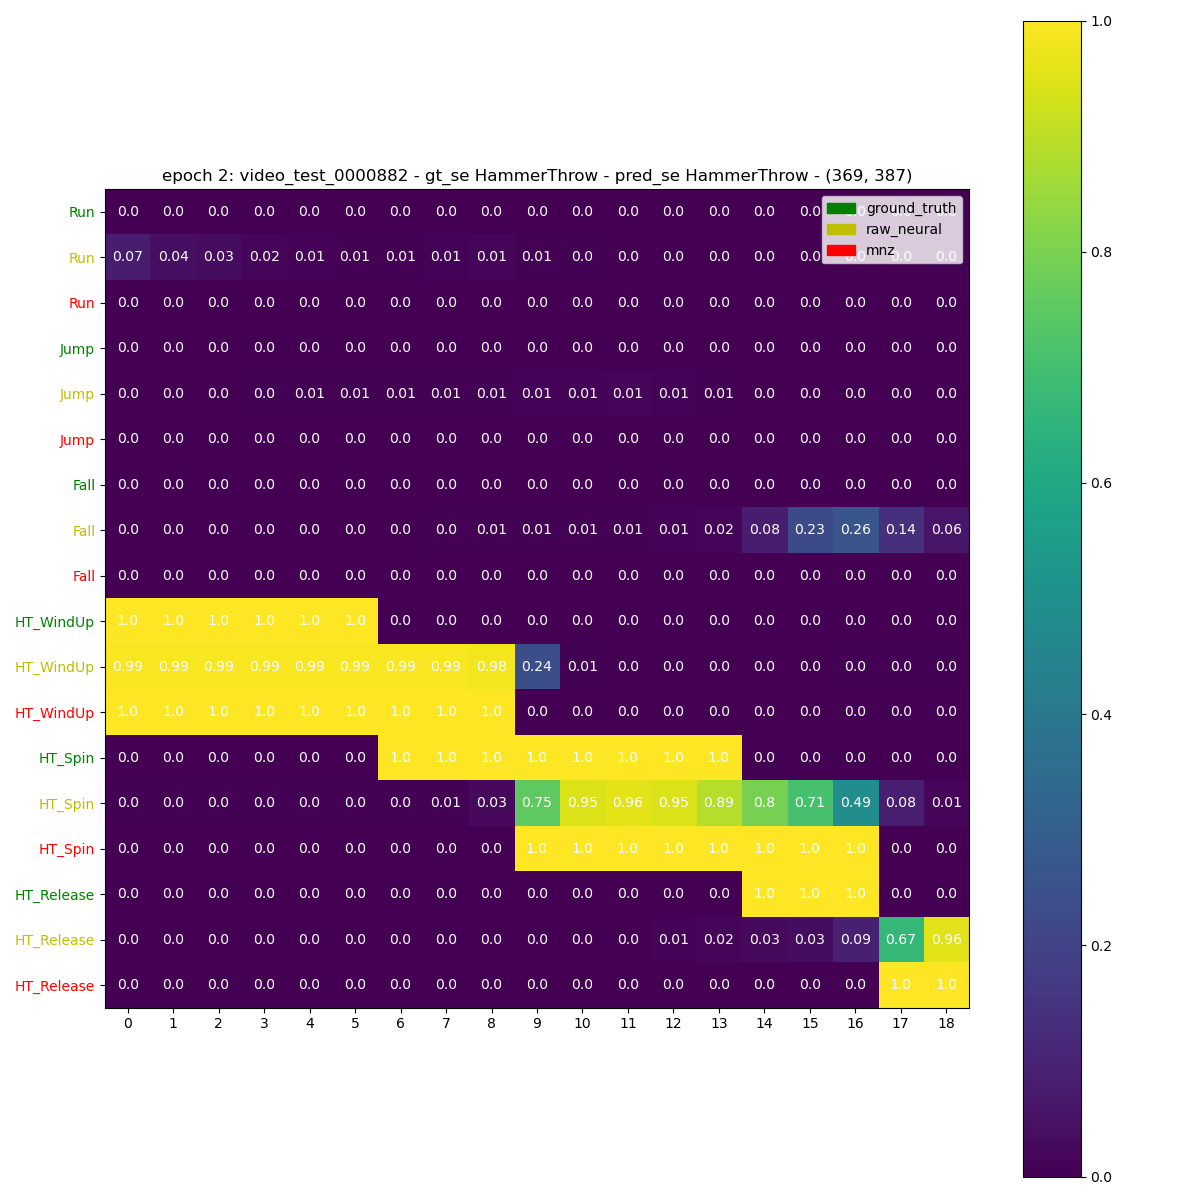 epoch 2: video_test_0000882 - gt_se HammerThrow - pred_se HammerThrow - (369, 387)
ground_truth
raw_neural
mnz
Run 0.0 0.0 0.0 0.0 0.0 0.0 0.0 0.0 0.0 0.0 0.0 0.0 0.0 0.0 0.0 0.0 0.0 0.0 0.0
Run 0.07 0.04 0.03 0.02 0.01 0.01 0.01 0.01 0.01 0.01 0.0 0.0 0.0 0.0 0.0 0.0 0.0 0.0 0.0
Run 0.0 0.0 0.0 0.0 0.0 0.0 0.0 0.0 0.0 0.0 0.0 0.0 0.0 0.0 0.0 0.0 0.0 0.0 0.0
Jump 0.0 0.0 0.0 0.0 0.0 0.0 0.0 0.0 0.0 0.0 0.0 0.0 0.0 0.0 0.0 0.0 0.0 0.0 0.0
Jump 0.0 0.0 0.0 0.0 0.01 0.01 0.01 0.01 0.01 0.01 0.01 0.01 0.01 0.01 0.0 0.0 0.0 0.0 0.0
Jump 0.0 0.0 0.0 0.0 0.0 0.0 0.0 0.0 0.0 0.0 0.0 0.0 0.0 0.0 0.0 0.0 0.0 0.0 0.0
Fall 0.0 0.0 0.0 0.0 0.0 0.0 0.0 0.0 0.0 0.0 0.0 0.0 0.0 0.0 0.0 0.0 0.0 0.0 0.0
Fall 0.0 0.0 0.0 0.0 0.0 0.0 0.0 0.0 0.01 0.01 0.01 0.01 0.01 0.02 0.08 0.23 0.26 0.14 0.06
Fall 0.0 0.0 0.0 0.0 0.0 0.0 0.0 0.0 0.0 0.0 0.0 0.0 0.0 0.0 0.0 0.0 0.0 0.0 0.0
HT_WindUp 1.0 1.0 1.0 1.0 1.0 1.0 0.0 0.0 0.0 0.0 0.0 0.0 0.0 0.0 0.0 0.0 0.0 0.0 0.0
HT_WindUp 0.99 0.99 0.99 0.99 0.99 0.99 0.99 0.99 0.98 0.24 0.01 0.0 0.0 0.0 0.0 0.0 0.0 0.0 0.0
HT_WindUp 1.0 1.0 1.0 1.0 1.0 1.0 1.0 1.0 1.0 0.0 0.0 0.0 0.0 0.0 0.0 0.0 0.0 0.0 0.0
HT_Spin 0.0 0.0 0.0 0.0 0.0 0.0 1.0 1.0 1.0 1.0 1.0 1.0 1.0 1.0 0.0 0.0 0.0 0.0 0.0
HT_Spin 0.0 0.0 0.0 0.0 0.0 0.0 0.0 0.01 0.03 0.75 0.95 0.96 0.95 0.89 0.8 0.71 0.49 0.08 0.01
HT_Spin 0.0 0.0 0.0 0.0 0.0 0.0 0.0 0.0 0.0 1.0 1.0 1.0 1.0 1.0 1.0 1.0 1.0 0.0 0.0
HT_Release 0.0 0.0 0.0 0.0 0.0 0.0 0.0 0.0 0.0 0.0 0.0 0.0 0.0 0.0 1.0 1.0 1.0 0.0 0.0
HT_Release 0.0 0.0 0.0 0.0 0.0 0.0 0.0 0.0 0.0 0.0 0.0 0.0 0.01 0.02 0.03 0.03 0.09 0.67 0.96
HT_Release 0.0 0.0 0.0 0.0 0.0 0.0 0.0 0.0 0.0 0.0 0.0 0.0 0.0 0.0 0.0 0.0 0.0 1.0 1.0
0 1 2 3 4 5 6 7 8 9 10 11 12 13 14 15 16 17 18
1.0
0.8
0.6
0.4
0.2
0.0